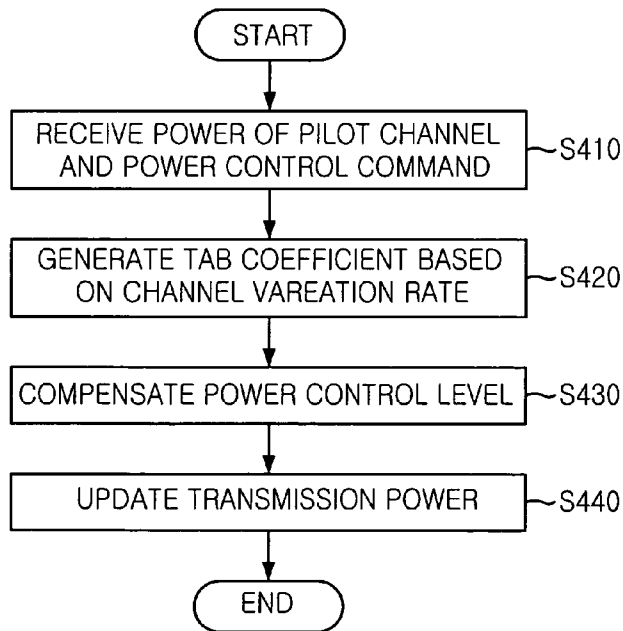 START
RECEIVE POWER OF PILOT CHANNEL
AND POWER CONTROL COMMAND
S410
GENERATE TAB COEFFICIENT BASED
ON CHANNEL VAREATION RATE
S420
COMPENSATE POWER CONTROL LEVEL
S430
UPDATE TRANSMISSION POWER
S440
END